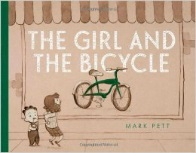 THE GIRL AND
THE BICYCLE
MARK PETT